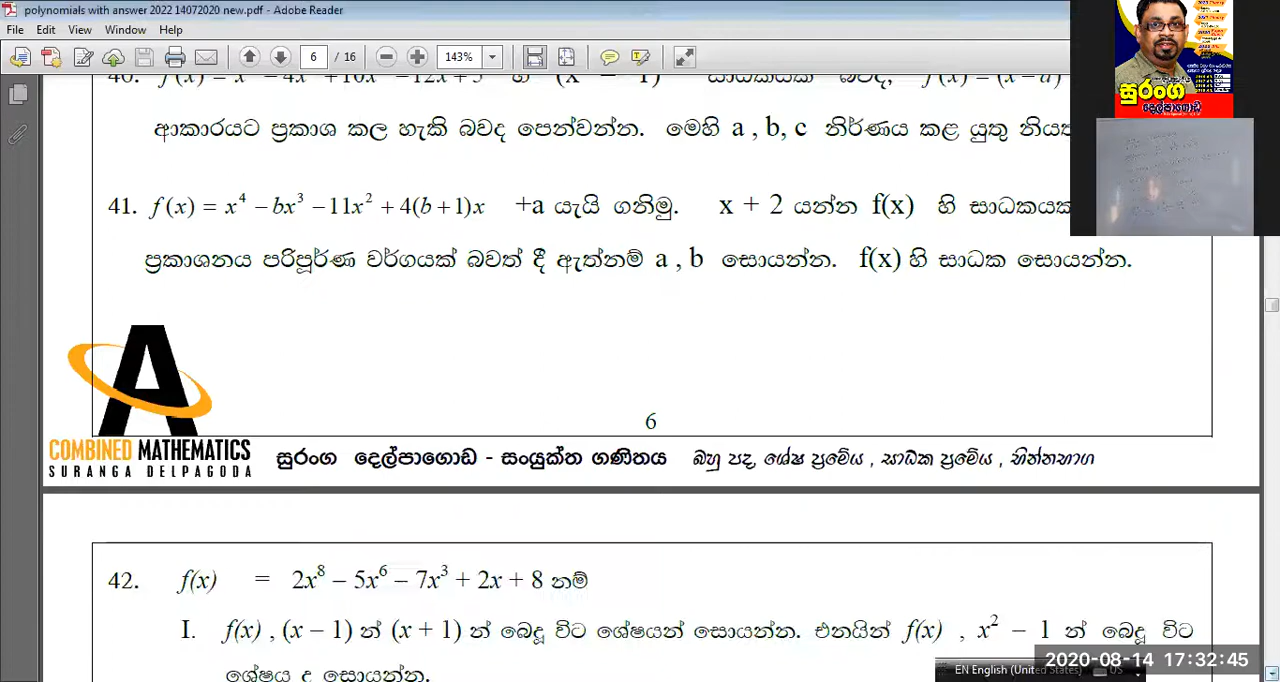 polynomials with answer 2022 14072020 new.pdf - Adobe Reader
File Edit View Window Help
6 / 16 143%
ආකාරයට ප්‍රකාශ කල හැකි බවද පෙන්වන්න. මෙහි a , b, c නිර්ණය කළ යුතු නියත
41. f (x) = x⁴ − bx³ −11x² + 4(b +1)x +a යැයි ගනිමු. x + 2 යන්න f(x) හි සාධකයක්
ප්‍රකාශනය පරිපූර්ණ වර්ගයක් බවත් දී ඇත්නම් a , b සොයන්න. f(x) හි සාධක සොයන්න.
6
COMBINED MATHEMATICS
SURANGA DELPAGODA
සුරංග දෙල්පාගොඩ - සංයුක්ත ගණිතය බහු පද, ශේෂ ප්‍රමේය , සාධක ප්‍රමේය , භින්නභාග
42. f(x) = 2x⁸ – 5x⁶ – 7x³ + 2x + 8 නම්
I. f(x) , (x – 1) න් (x + 1) න් බෙදූ විට ශේෂයන් සොයන්න. එනයින් f(x) , x² – 1 න් බෙදූ විට
ශේෂය ද සොයන්න.
සුරංග
දෙල්පාගොඩ
2020-08-14 17:32:45
EN English (United States)